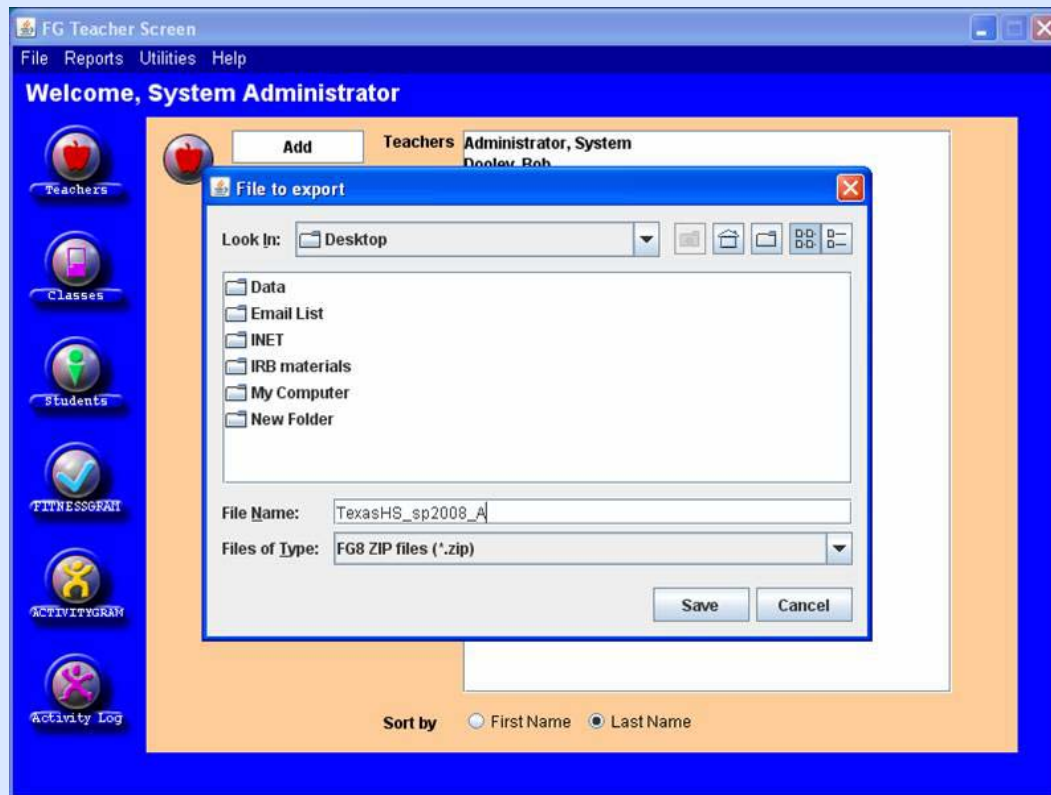 FG Teacher Screen
File Reports Utilities Help
Welcome, System Administrator
Teachers
Classes
Students
FITNESSGRAM
ACTIVITYGRAM
Activity Log
Add
Teachers
Administrator, System
Dooley, Bob
File to export
Look In: Desktop
Data
Email List
INET
IRB materials
My Computer
New Folder
File Name: TexasHS_sp2008_A
Files of Type: FG8 ZIP files (*.zip)
Save Cancel
Sort by First Name Last Name